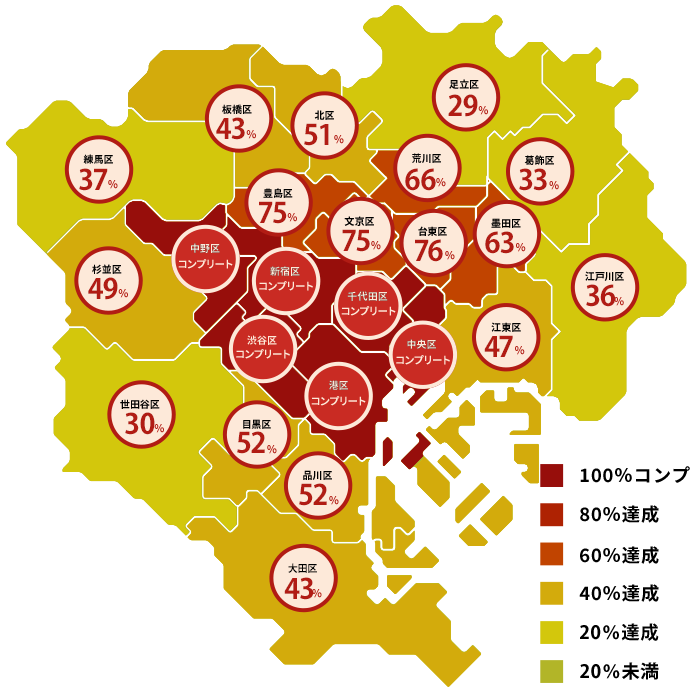 足立区
29%
板橋区
43%
北区
51%
練馬区
37%
荒川区
66%
葛飾区
33%
豊島区
75%
文京区
75%
台東区
76%
墨田区
63%
中野区
コンプリート
新宿区
コンプリート
杉並区
49%
江戸川区
36%
千代田区
コンプリート
渋谷区
コンプリート
中央区
コンプリート
江東区
47%
港区
コンプリート
世田谷区
30%
目黒区
52%
品川区
52%
大田区
43%
100%コンプ
80%達成
60%達成
40%達成
20%達成
20%未満